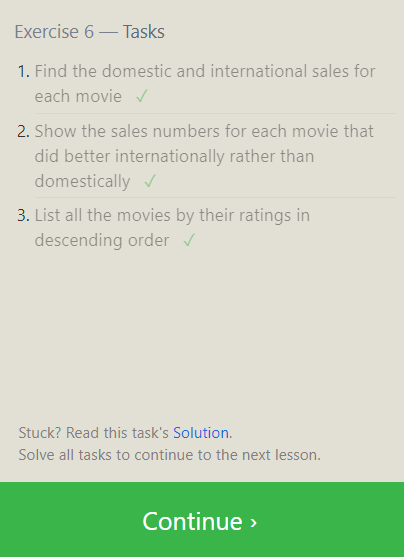 Exercise 6 — Tasks
1. Find the domestic and international sales for
each movie ✓
2. Show the sales numbers for each movie that
did better internationally rather than
domestically ✓
3. List all the movies by their ratings in
descending order ✓
Stuck? Read this task's Solution.
Solve all tasks to continue to the next lesson.
Continue ›